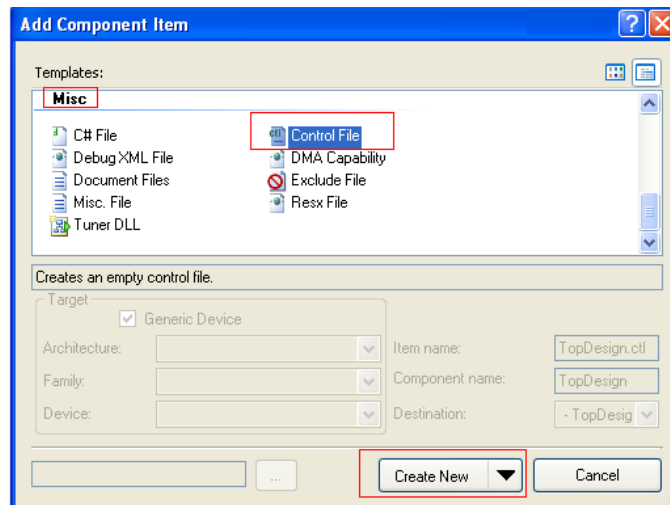 Add Component Item
Templates:
Misc
C# File
Control File
Debug XML File
DMA Capability
Document Files
Exclude File
Misc. File
Resx File
Tuner DLL
Creates an empty control file.
Target
Generic Device
Architecture:
Item name:
TopDesign.ctl
Family:
Component name:
TopDesign
Device:
Destination:
- TopDesig
...
Create New
Cancel